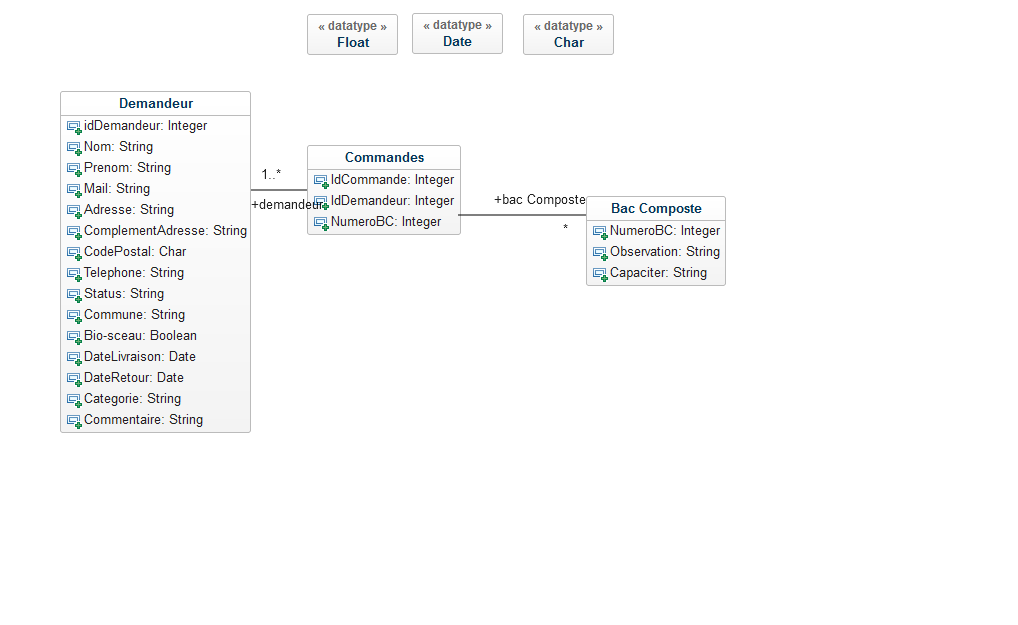 « datatype »
Float
« datatype »
Date
« datatype »
Char
Demandeur
idDemandeur: Integer
Nom: String
Prenom: String
Mail: String
Adresse: String
ComplementAdresse: String
CodePostal: Char
Telephone: String
Status: String
Commune: String
Bio-sceau: Boolean
DateLivraison: Date
DateRetour: Date
Categorie: String
Commentaire: String
1..*
+demandeur
Commandes
IdCommande: Integer
IdDemandeur: Integer
NumeroBC: Integer
+bac Composte
*
Bac Composte
NumeroBC: Integer
Observation: String
Capaciter: String